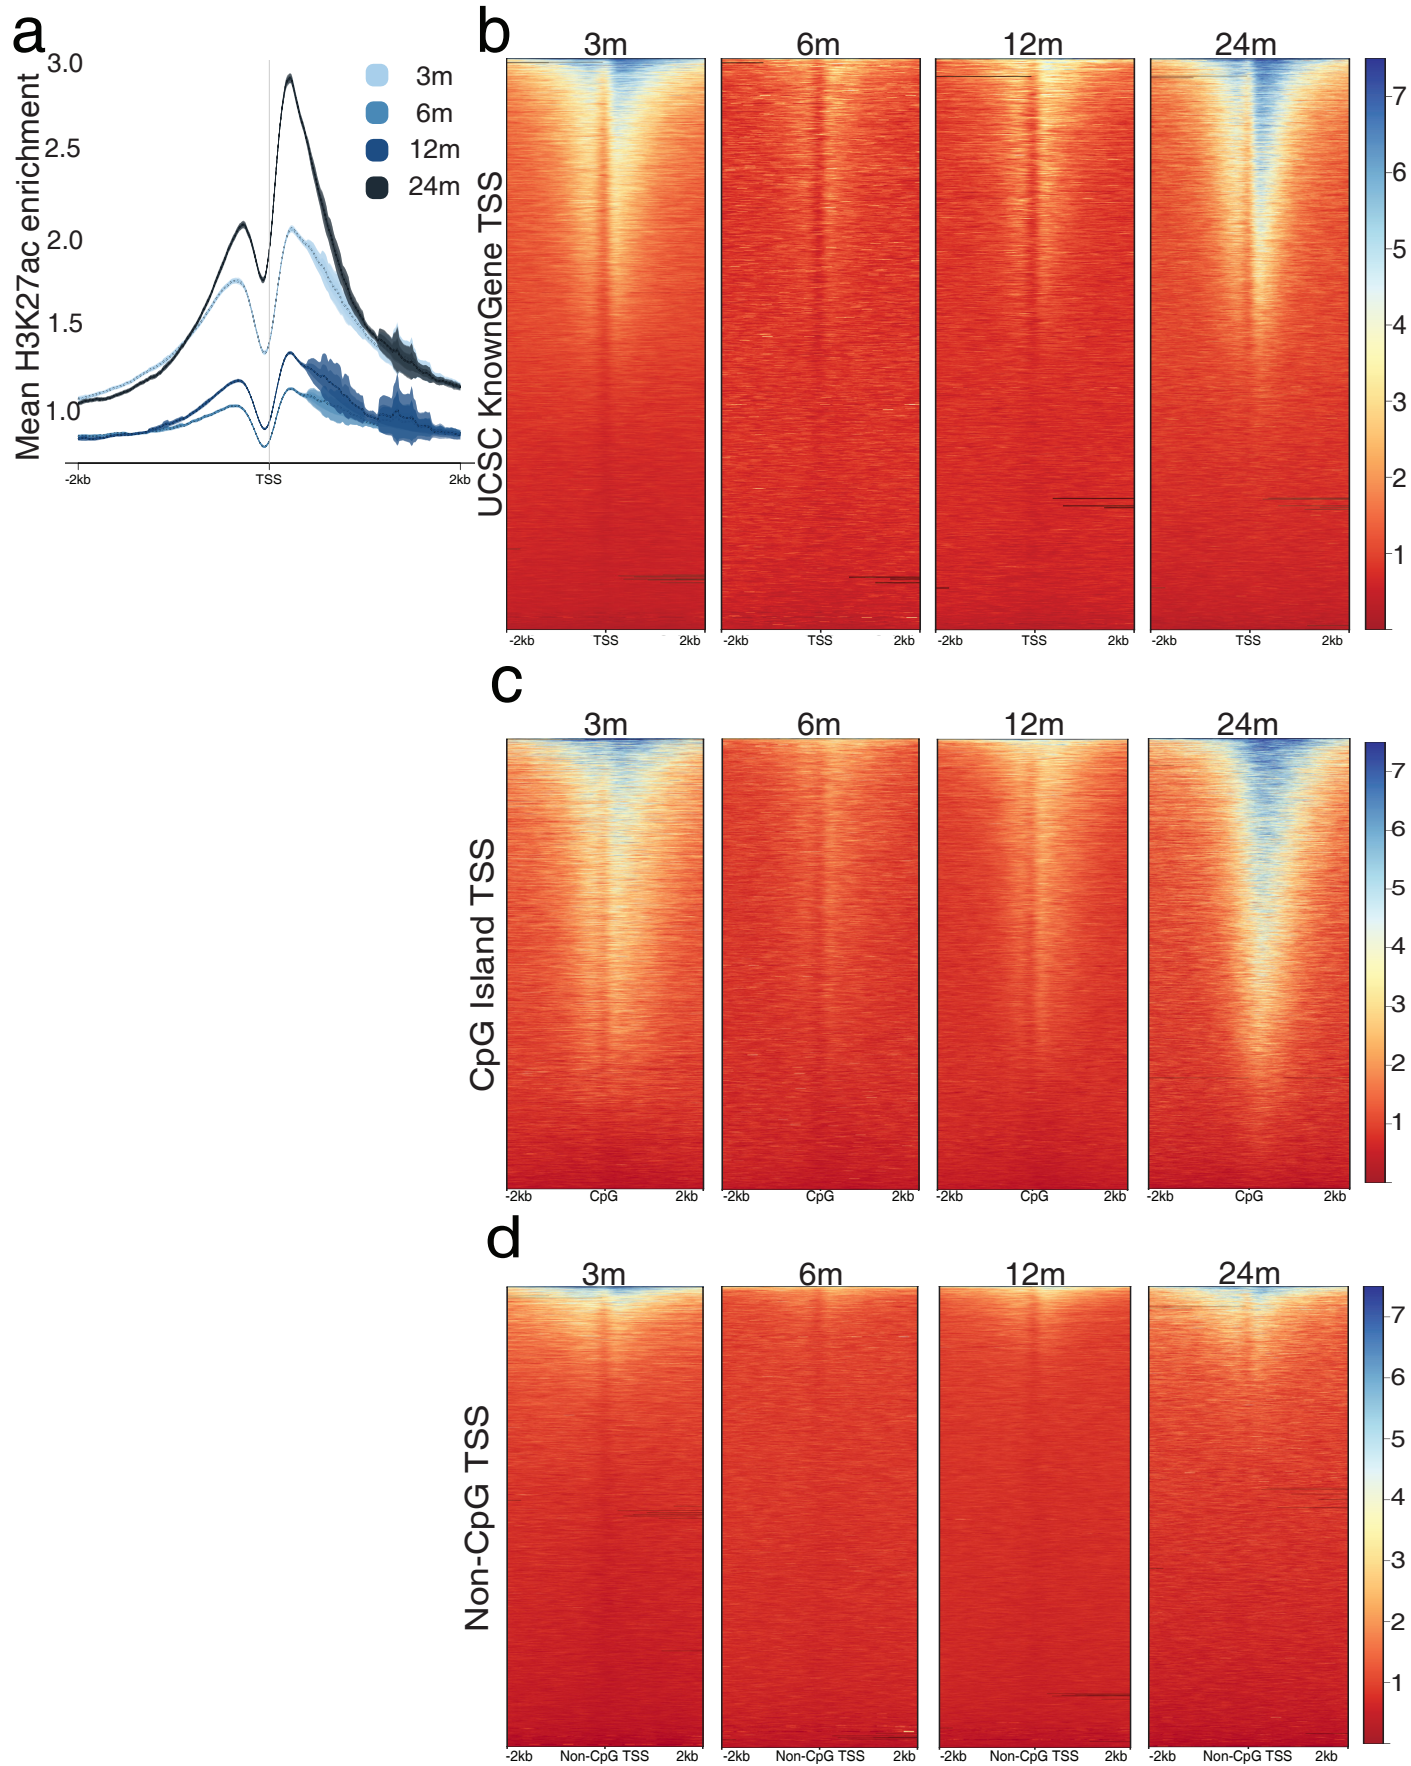 a
Mean H3K27ac enrichment
3.0
2.5
2.0
1.5
1.0
3m
6m
12m
24m
-2kb TSS 2kb
b
UCSC KnownGene TSS
3m 6m 12m 24m
7
6
5
4
3
2
1
-2kb TSS 2kb -2kb TSS 2kb -2kb TSS 2kb -2kb TSS 2kb
c
CpG Island TSS
3m 6m 12m 24m
7
6
5
4
3
2
1
-2kb CpG 2kb -2kb CpG 2kb -2kb CpG 2kb -2kb CpG 2kb
d
Non-CpG TSS
3m 6m 12m 24m
7
6
5
4
3
2
1
-2kb Non-CpG TSS 2kb -2kb Non-CpG TSS 2kb -2kb Non-CpG TSS 2kb -2kb Non-CpG TSS 2kb